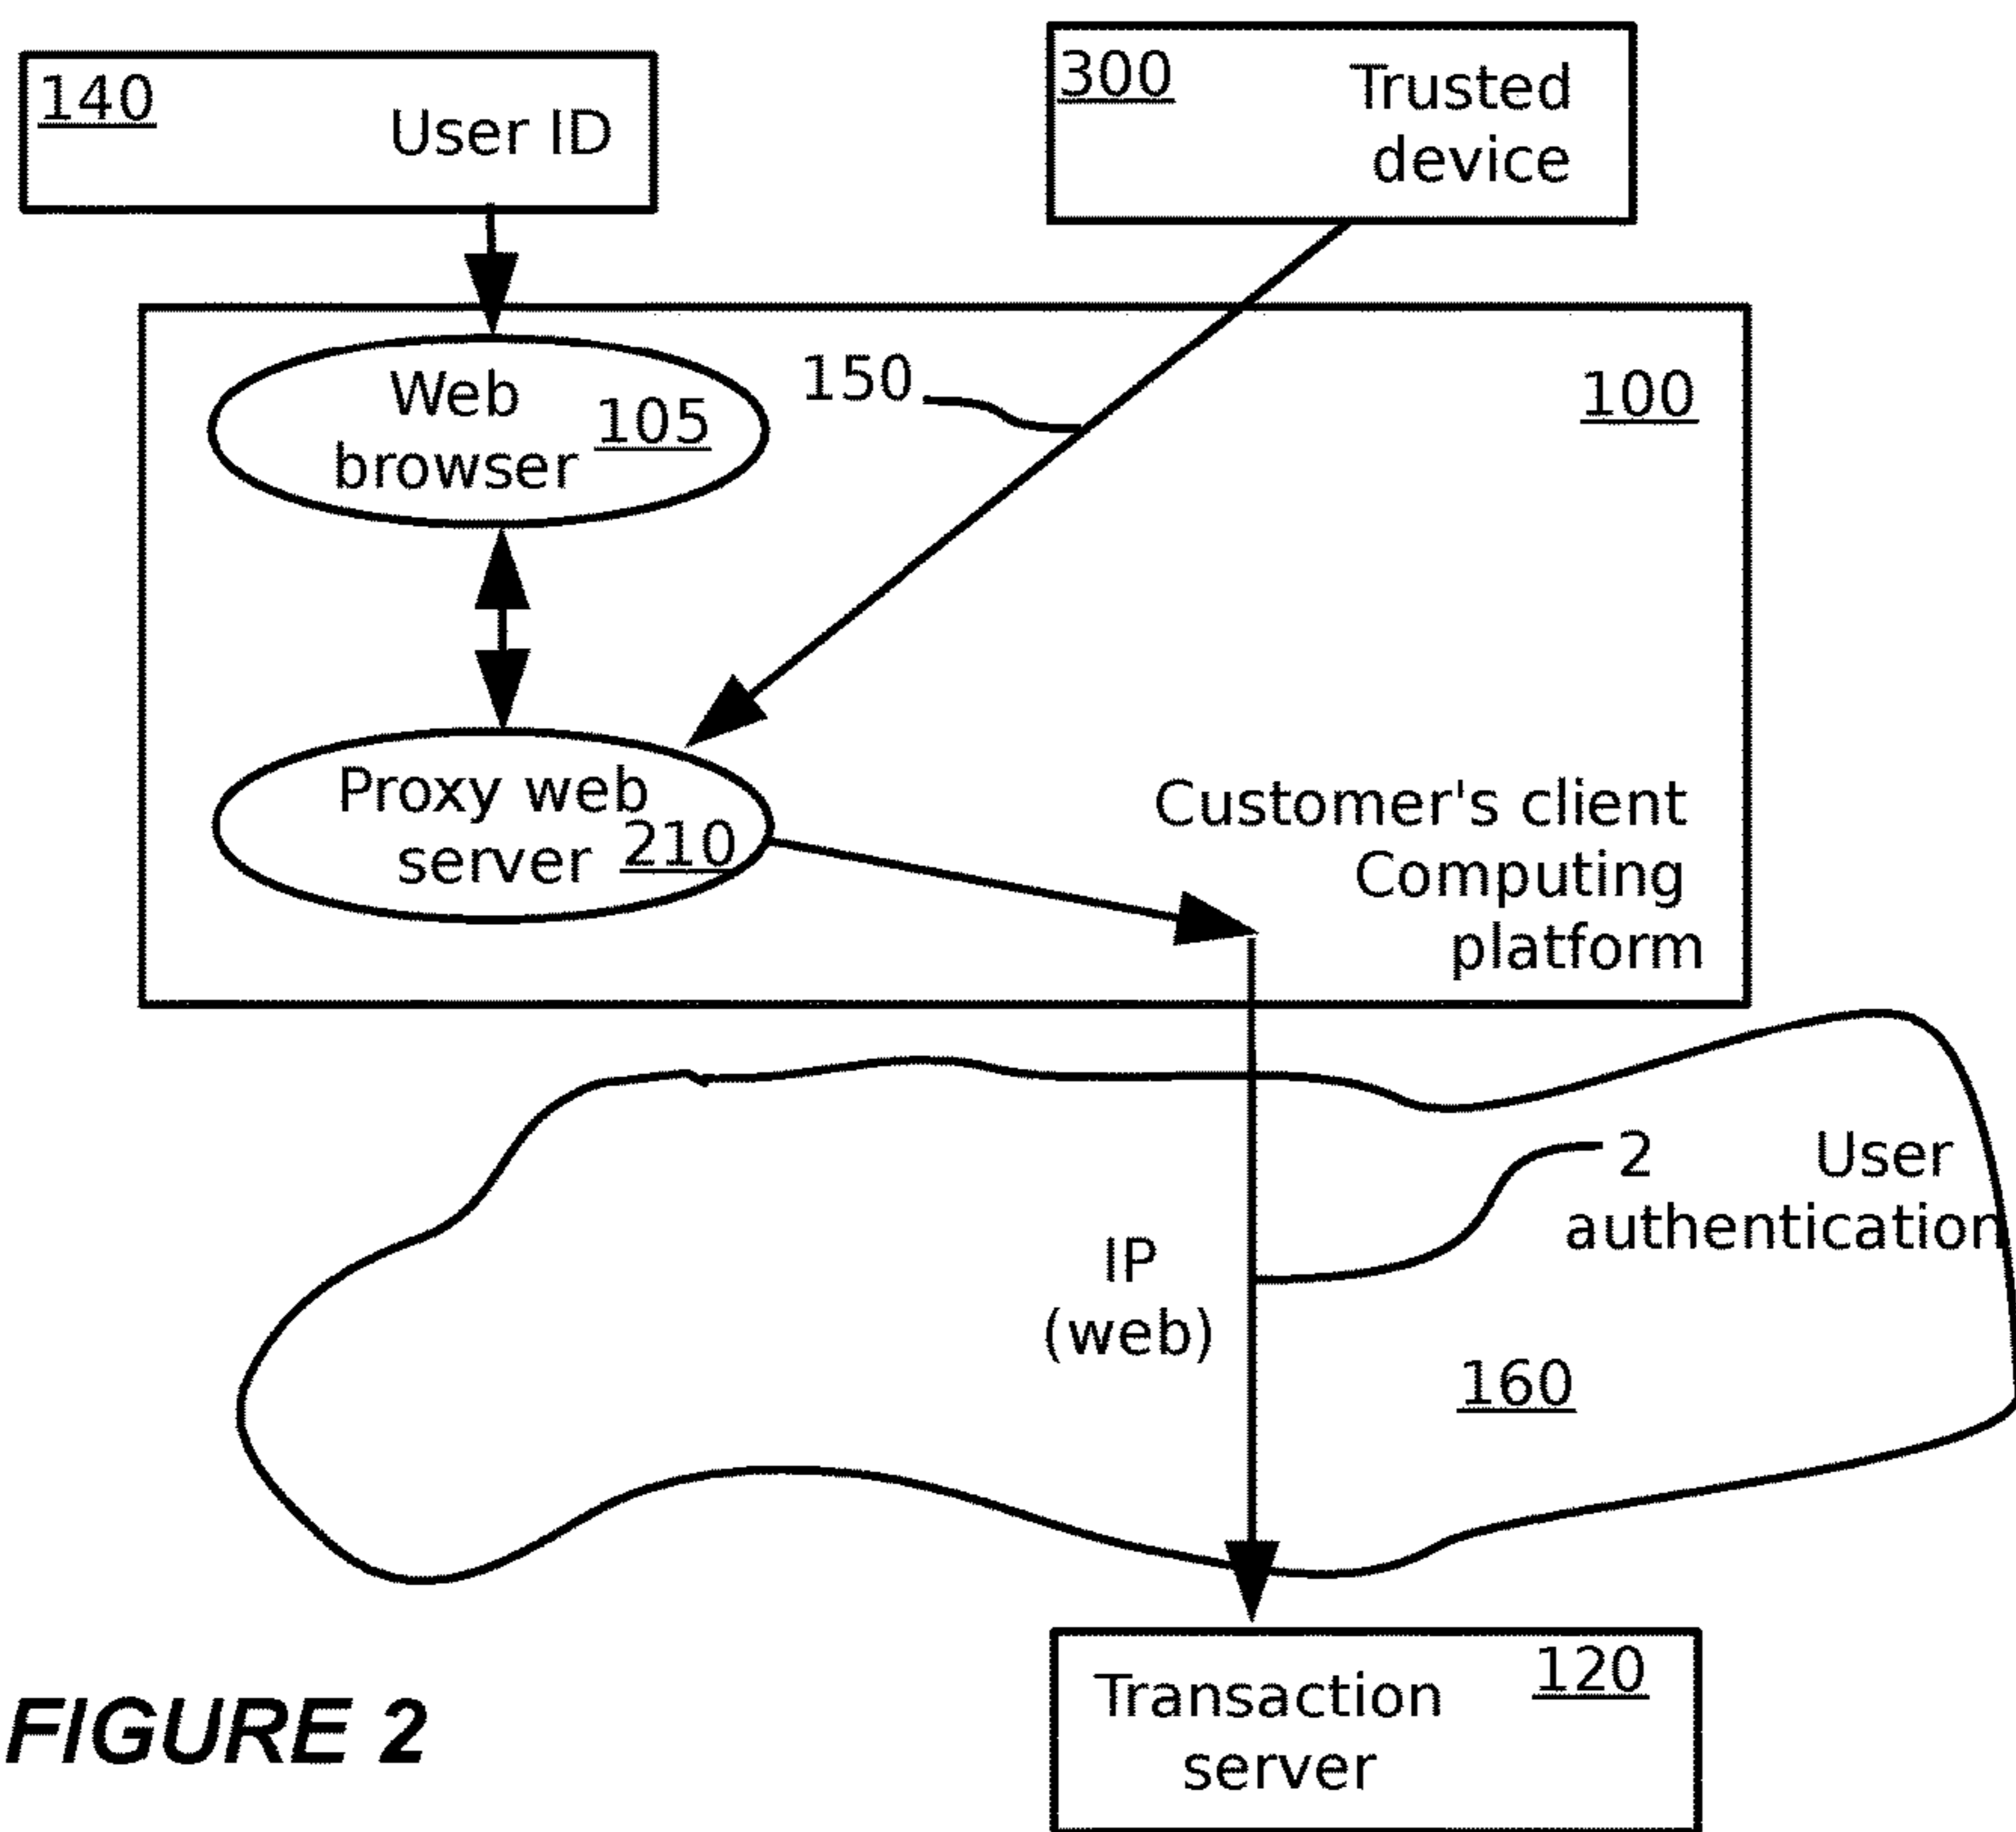 140
User ID
300
Trusted
device
Web
browser
105
150
100
Proxy web
server
210
Customer's client
Computing
platform
2
User
authentication
IP
(web)
160
Transaction
server
120
FIGURE 2